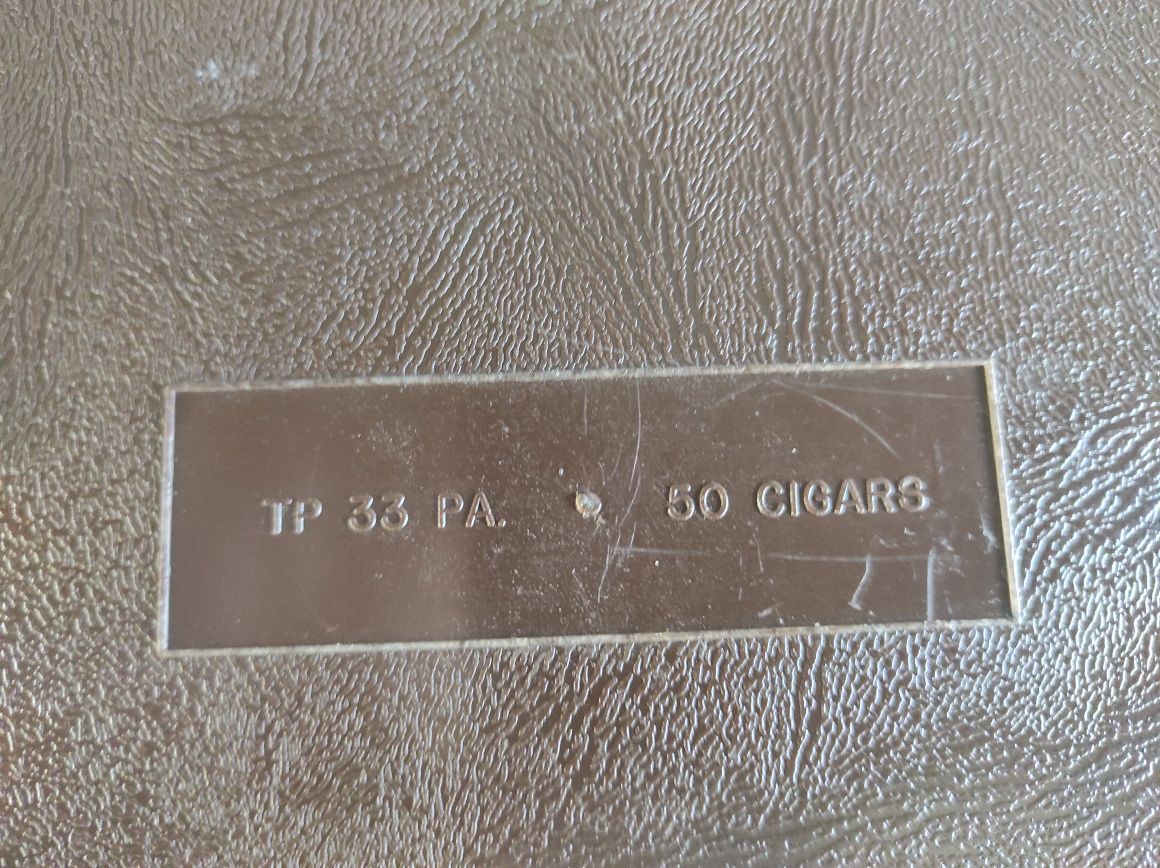 TP 33 PA. • 50 CIGARS